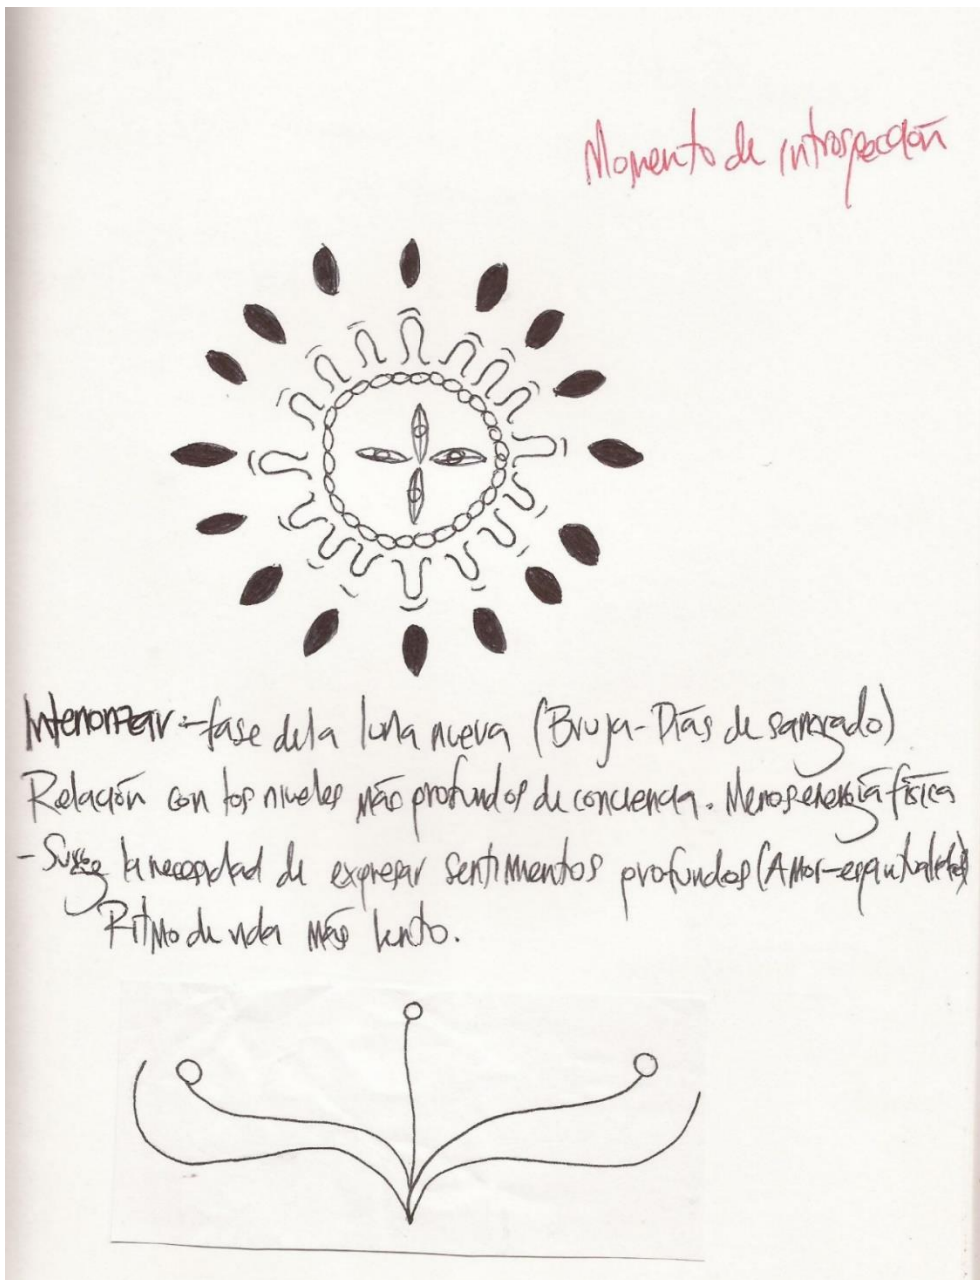 Momento de introspección
Interiorizar :- fase de la luna nueva (Bruja-Días de sangrado)
Relación con los niveles más profundos de conciencia. Menos energía física
- Surge la necesidad de expresar sentimientos profundos (Amor-espiritualidad)
Ritmo de vida más lento.